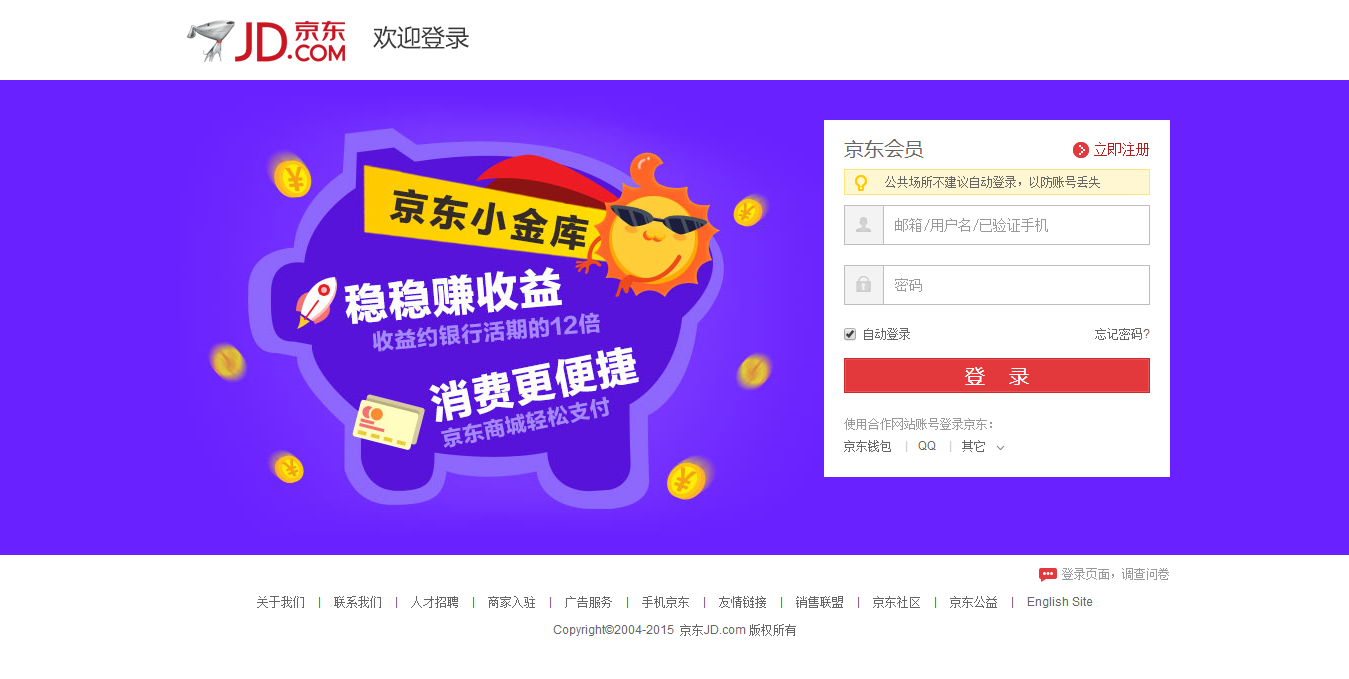 JD.COM 京东 欢迎登录
京东小金库
稳稳赚收益
收益约银行活期的12倍
消费更便捷
京东商城轻松支付
京东会员 立即注册
公共场所不建议自动登录，以防账号丢失
邮箱/用户名/已验证手机
密码
自动登录 忘记密码?
登 录
使用合作网站账号登录京东：
京东钱包 | QQ | 其它
登录页面，调查问卷
关于我们 | 联系我们 | 人才招聘 | 商家入驻 | 广告服务 | 手机京东 | 友情链接 | 销售联盟 | 京东社区 | 京东公益 | English Site
Copyright©2004-2015 京东JD.com 版权所有